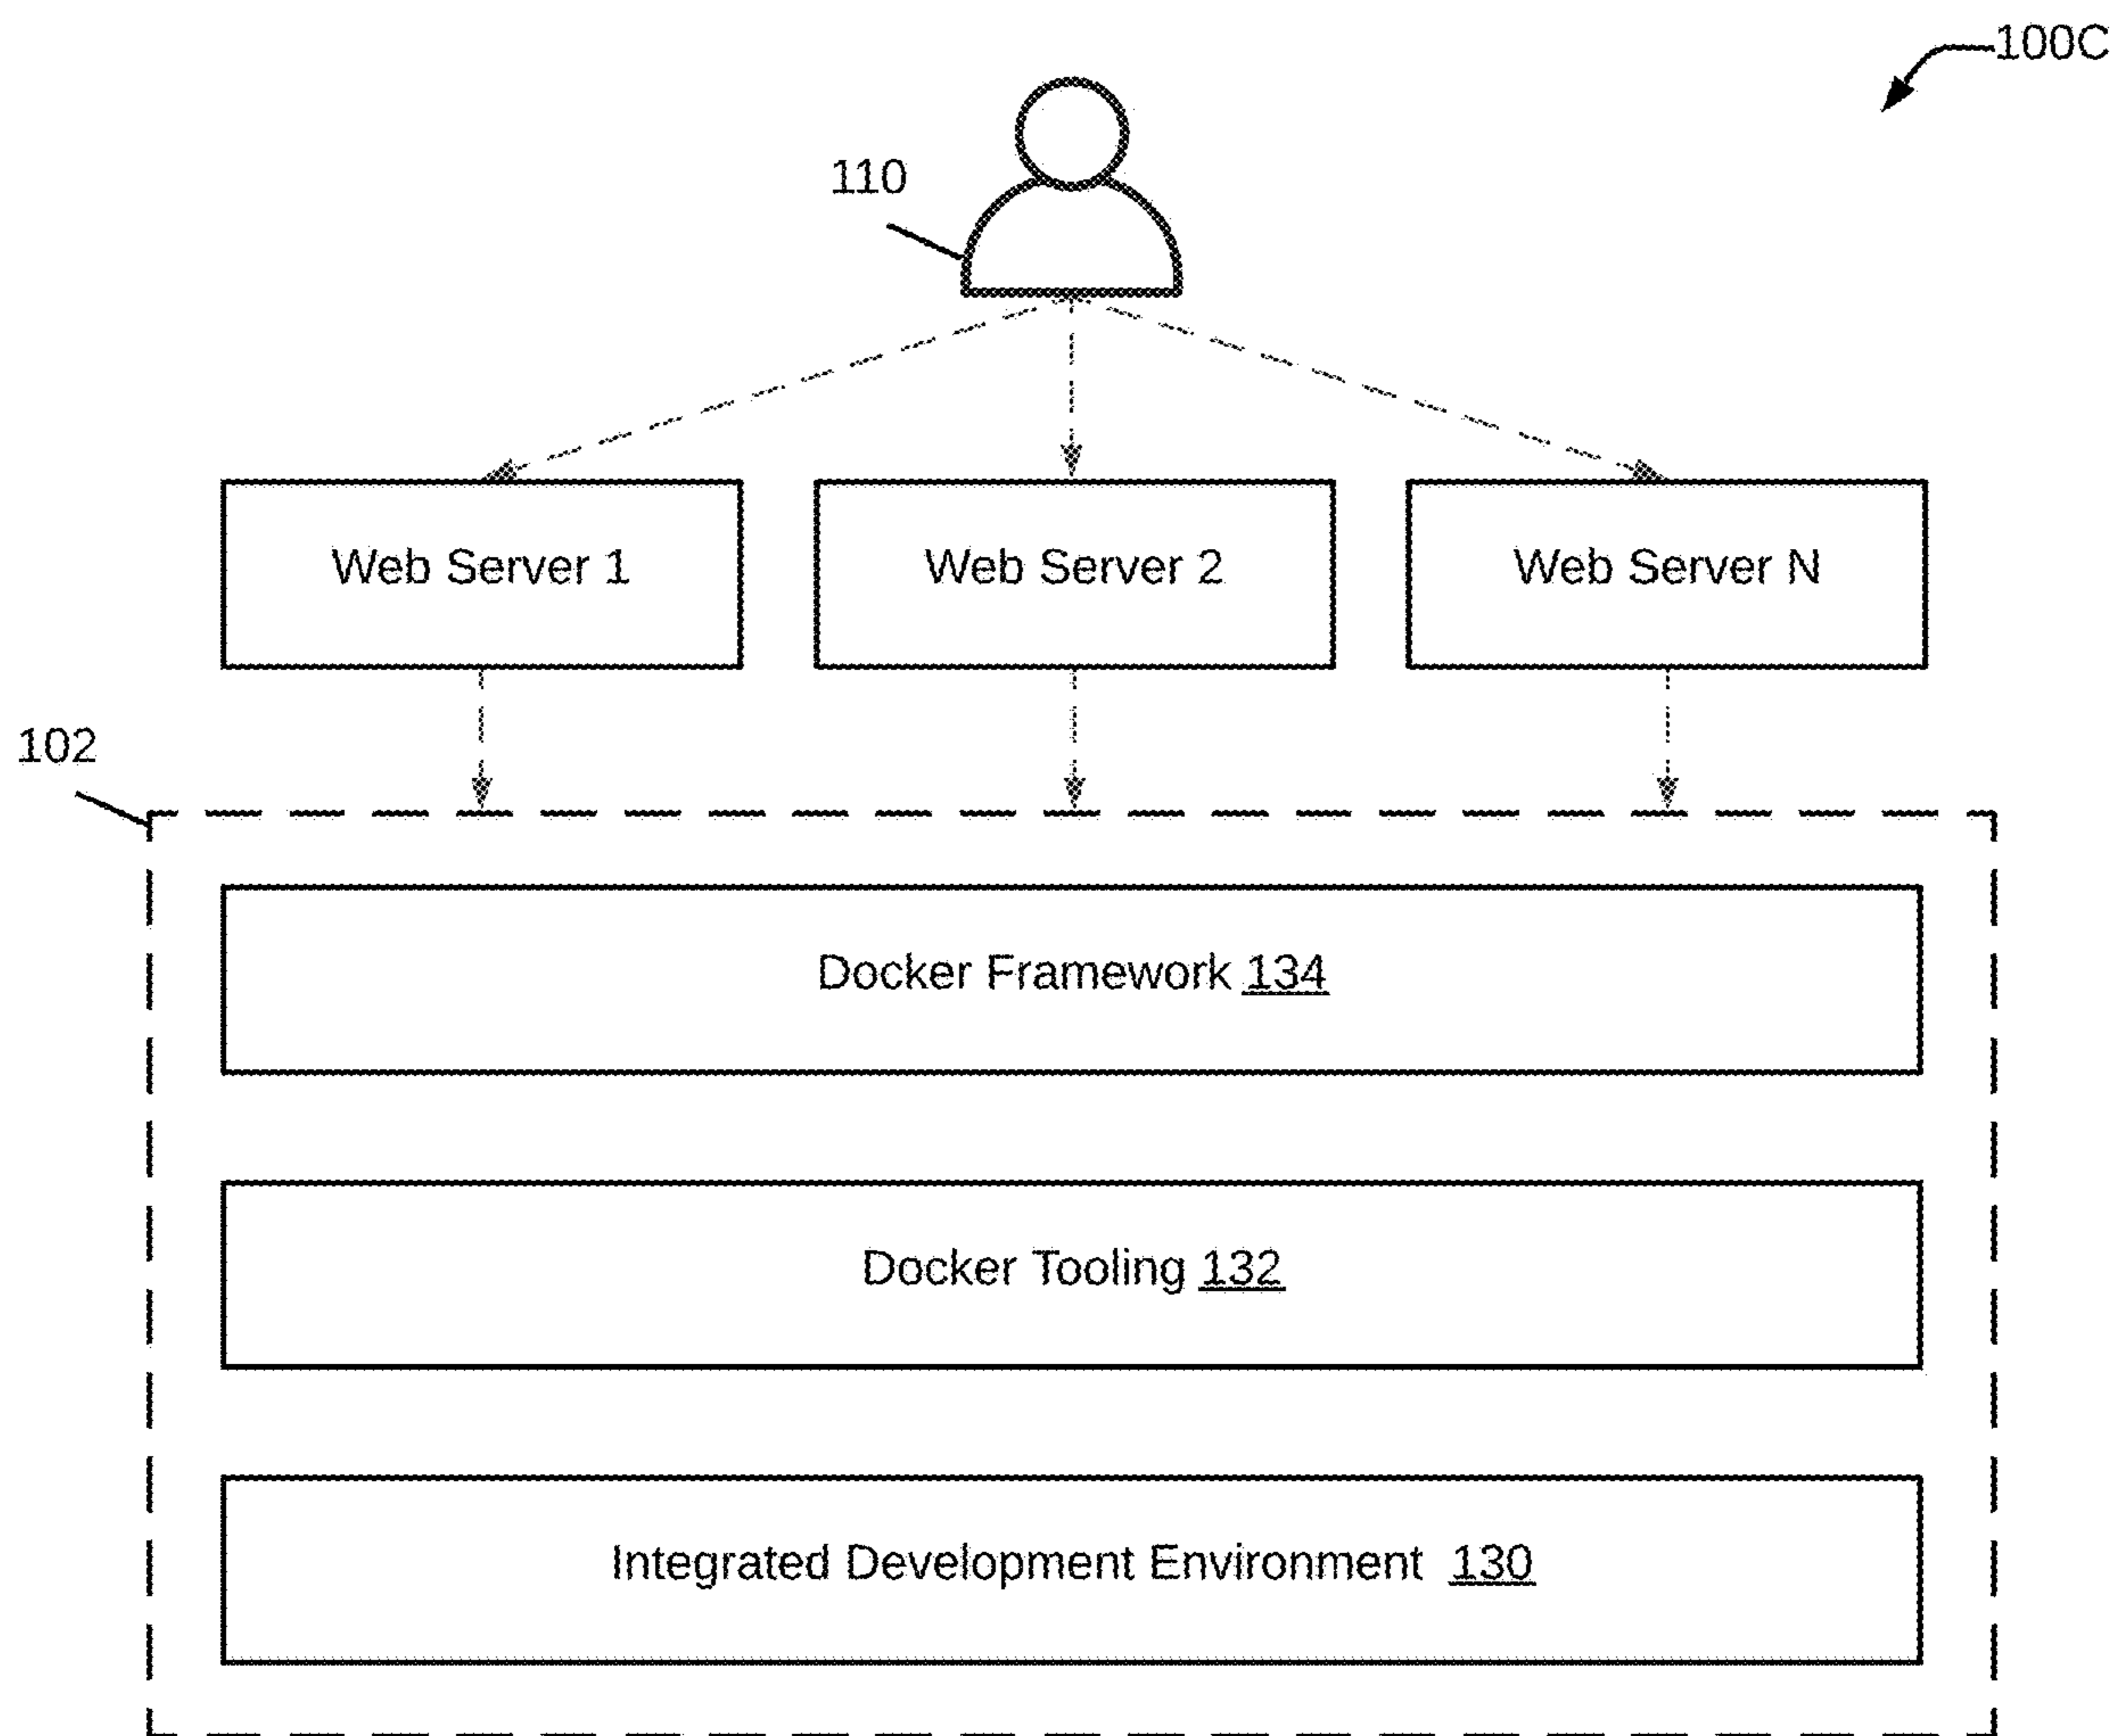 100C
110
Web Server 1
Web Server 2
Web Server N
102
Docker Framework 134
Docker Tooling 132
Integrated Development Environment 130